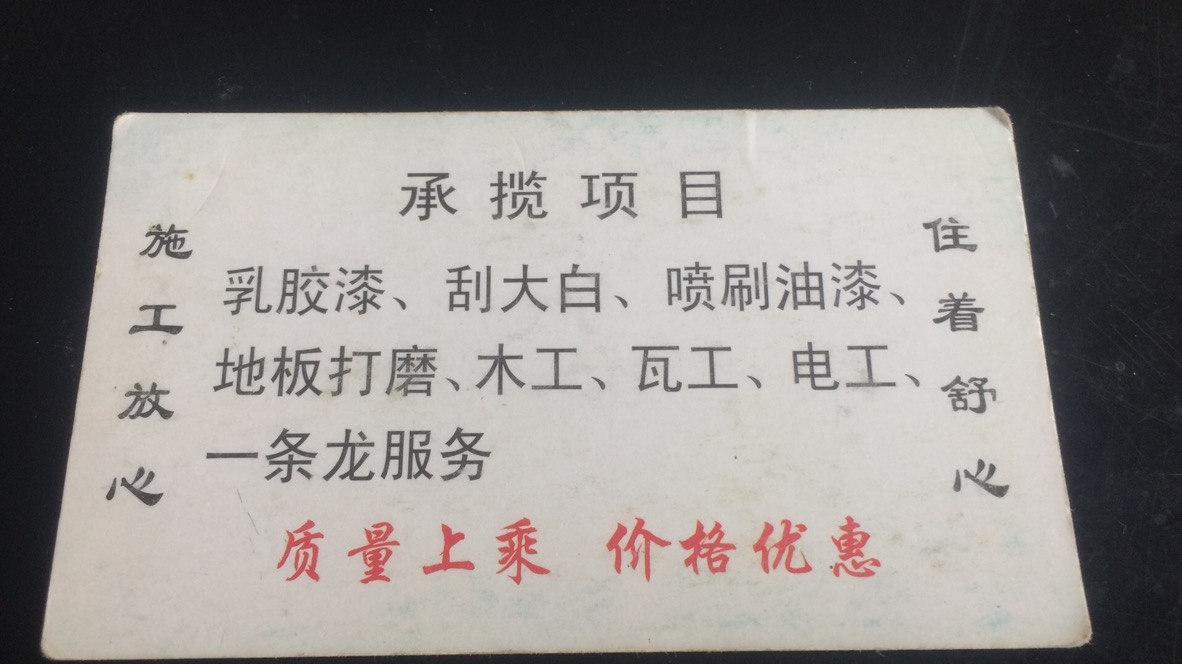 承揽项目
施工放心
乳胶漆、刮大白、喷刷油漆、
地板打磨、木工、瓦工、电工、
一条龙服务
住着舒心
质量上乘 价格优惠